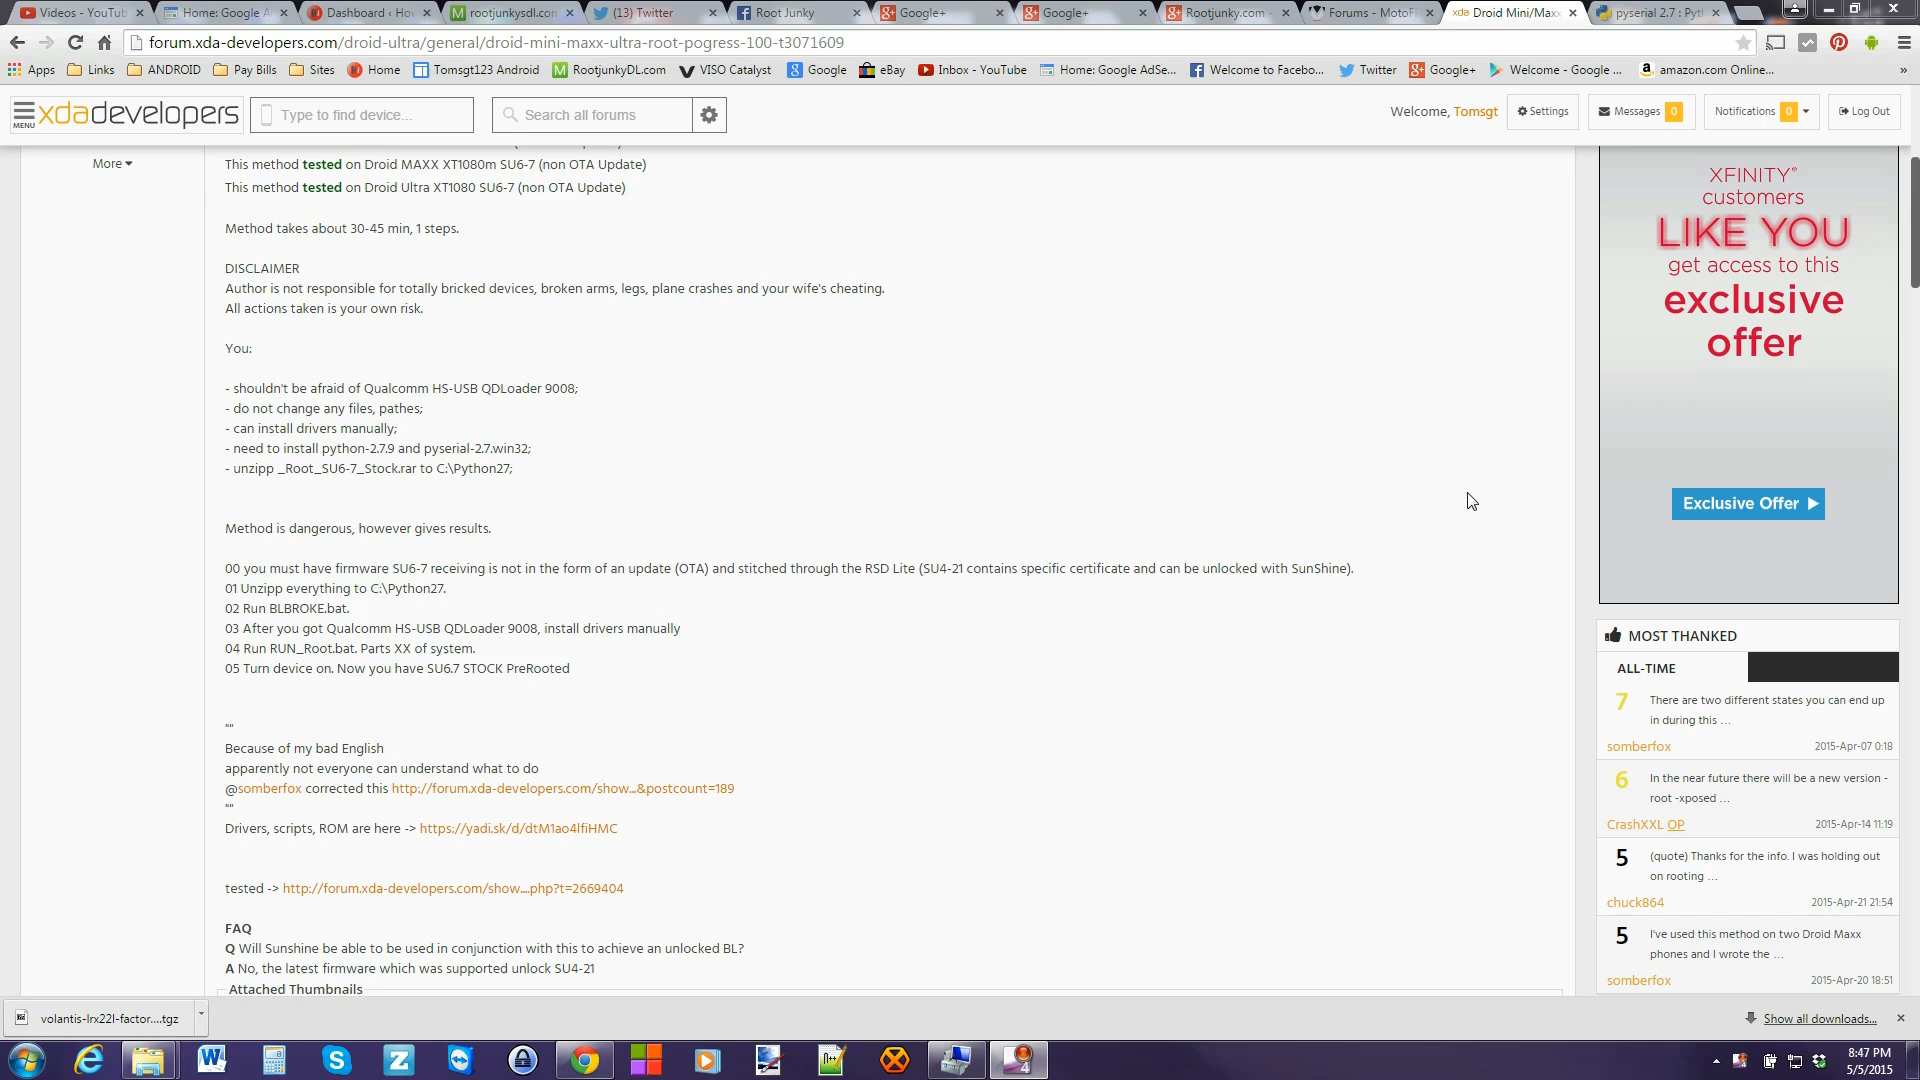 Videos - YouTub
Home: Google A
Dashboard ‹ How
rootjunkysdl.com
(13) Twitter
Root Junky
Google+
Google+
Rootjunky.com -
Forums - MotoF
xda Droid Mini/Maxx
pyserial 2.7 : Pyt
forum.xda-developers.com/droid-ultra/general/droid-mini-maxx-ultra-root-pogress-100-t3071609
Apps
Links
ANDROID
Pay Bills
Sites
Home
Tomsgt123 Android
RootjunkyDL.com
VISO Catalyst
Google
eBay
Inbox - YouTube
Home: Google AdSe...
Welcome to Facebo...
Twitter
Google+
Welcome - Google ...
amazon.com Online...
»
MENU
xdadevelopers
Type to find device...
Search all forums
Welcome, Tomsgt
Settings
Messages 0
Notifications 0
Log Out
More
This method tested on Droid MAXX XT1080m SU6-7 (non OTA Update)
This method tested on Droid Ultra XT1080 SU6-7 (non OTA Update)
Method takes about 30-45 min, 1 steps.
DISCLAIMER
Author is not responsible for totally bricked devices, broken arms, legs, plane crashes and your wife's cheating.
All actions taken is your own risk.
You:
- shouldn't be afraid of Qualcomm HS-USB QDLoader 9008;
- do not change any files, pathes;
- can install drivers manually;
- need to install python-2.7.9 and pyserial-2.7.win32;
- unzipp _Root_SU6-7_Stock.rar to C:\Python27;
Method is dangerous, however gives results.
00 you must have firmware SU6-7 receiving is not in the form of an update (OTA) and stitched through the RSD Lite (SU4-21 contains specific certificate and can be unlocked with SunShine).
01 Unzipp everything to C:\Python27.
02 Run BLBROKE.bat.
03 After you got Qualcomm HS-USB QDLoader 9008, install drivers manually
04 Run RUN_Root.bat. Parts XX of system.
05 Turn device on. Now you have SU6.7 STOCK PreRooted
""
Because of my bad English
apparently not everyone can understand what to do
@somberfox corrected this http://forum.xda-developers.com/show...&postcount=189
""
Drivers, scripts, ROM are here -> https://yadi.sk/d/dtM1ao4lfiHMC
tested -> http://forum.xda-developers.com/show....php?t=2669404
FAQ
Q Will Sunshine be able to be used in conjunction with this to achieve an unlocked BL?
A No, the latest firmware which was supported unlock SU4-21
Attached Thumbnails
XFINITY®
customers
LIKE YOU
get access to this
exclusive
offer
Exclusive Offer
MOST THANKED
ALL-TIME
7 There are two different states you can end up
in during this ...
somberfox 2015-Apr-07 0:18
6 In the near future there will be a new version -
root -xposed ...
CrashXXL OP 2015-Apr-14 11:19
5 (quote) Thanks for the info. I was holding out
on rooting ...
chuck864 2015-Apr-21 21:54
5 I've used this method on two Droid Maxx
phones and I wrote the ...
somberfox 2015-Apr-20 18:51
volantis-lrx22l-factor....tgz
Show all downloads...
8:47 PM
5/5/2015